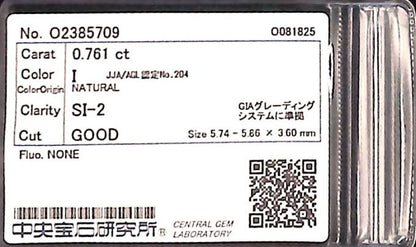 No. O2385709 O081825
Carat 0.761 ct
Color I JJA/AGL認定No.204
ColorOrigin NATURAL
Clarity SI-2 GIAグレーディング
システムに準拠
Cut GOOD Size 5.74 - 5.86 × 3.60 mm
Fluo. NONE
中央宝石研究所® CENTRAL GEM
LABORATORY